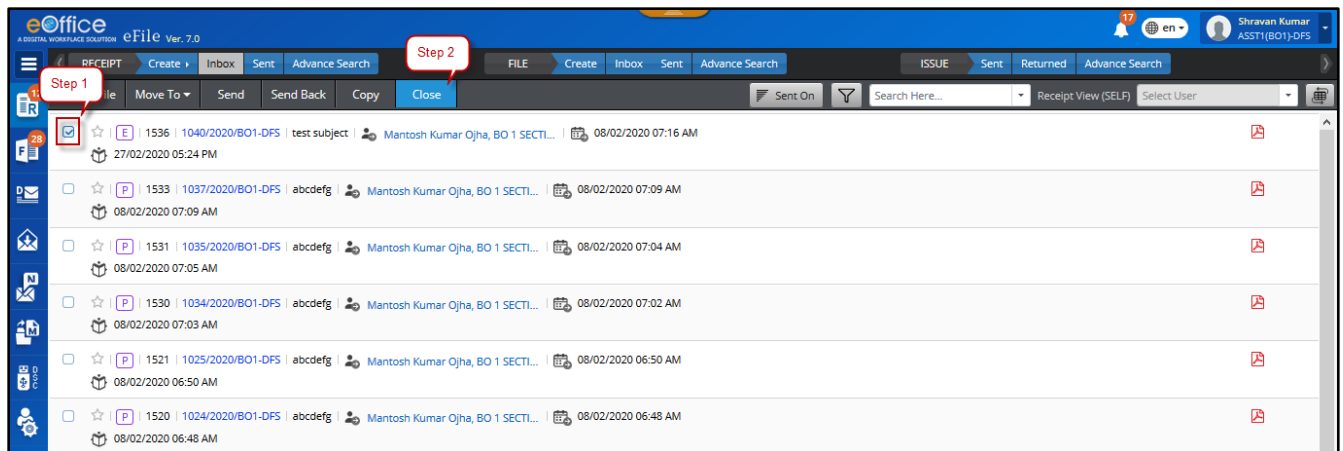 eOffice
A DIGITAL WORKPLACE SOLUTION eFile Ver. 7.0
17
en
Shravan Kumar
ASST1(BO1)-DFS
RECEIPT Create Inbox Sent Advance Search FILE Create Inbox Sent Advance Search ISSUE Sent Returned Advance Search
Step 1
Step 2
Move To Send Send Back Copy Close Sent On Search Here... Receipt View (SELF) Select User
R
E 1536 1040/2020/BO1-DFS test subject Mantosh Kumar Ojha, BO 1 SECTI... 08/02/2020 07:16 AM
27/02/2020 05:24 PM
28
F
P 1533 1037/2020/BO1-DFS abcdefg Mantosh Kumar Ojha, BO 1 SECTI... 08/02/2020 07:09 AM
08/02/2020 07:09 AM
D
P 1531 1035/2020/BO1-DFS abcdefg Mantosh Kumar Ojha, BO 1 SECTI... 08/02/2020 07:04 AM
08/02/2020 07:05 AM
N
P 1530 1034/2020/BO1-DFS abcdefg Mantosh Kumar Ojha, BO 1 SECTI... 08/02/2020 07:02 AM
08/02/2020 07:03 AM
M
P 1521 1025/2020/BO1-DFS abcdefg Mantosh Kumar Ojha, BO 1 SECTI... 08/02/2020 06:50 AM
08/02/2020 06:50 AM
DSC
P 1520 1024/2020/BO1-DFS abcdefg Mantosh Kumar Ojha, BO 1 SECTI... 08/02/2020 06:48 AM
08/02/2020 06:48 AM